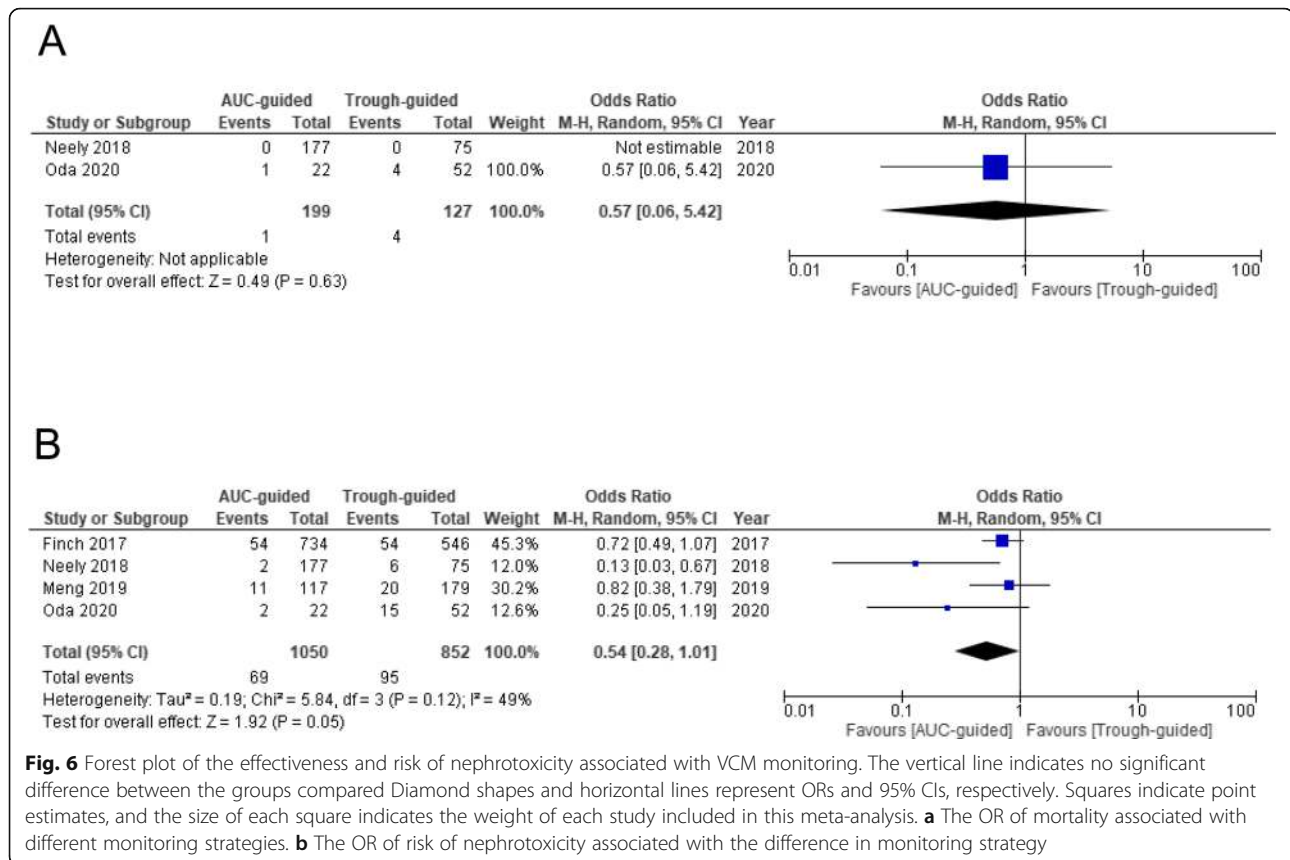 A
AUC-guided Trough-guided Odds Ratio Odds Ratio
Study or Subgroup Events Total Events Total Weight M-H, Random, 95% CI Year M-H, Random, 95% CI
Neely 2018 0 177 0 75 Not estimable 2018
Oda 2020 1 22 4 52 100.0% 0.57 [0.06, 5.42] 2020
Total (95% CI) 199 127 100.0% 0.57 [0.06, 5.42]
Total events 1 4
Heterogeneity: Not applicable
Test for overall effect: Z = 0.49 (P = 0.63)
0.01 0.1 1 10 100
Favours [AUC-guided] Favours [Trough-guided]
B
AUC-guided Trough-guided Odds Ratio Odds Ratio
Study or Subgroup Events Total Events Total Weight M-H, Random, 95% CI Year M-H, Random, 95% CI
Finch 2017 54 734 54 546 45.3% 0.72 [0.49, 1.07] 2017
Neely 2018 2 177 6 75 12.0% 0.13 [0.03, 0.67] 2018
Meng 2019 11 117 20 179 30.2% 0.82 [0.38, 1.79] 2019
Oda 2020 2 22 15 52 12.6% 0.25 [0.05, 1.19] 2020
Total (95% CI) 1050 852 100.0% 0.54 [0.28, 1.01]
Total events 69 95
Heterogeneity: Tau² = 0.19; Chi² = 5.84, df = 3 (P = 0.12); I² = 49%
Test for overall effect: Z = 1.92 (P = 0.05)
0.01 0.1 1 10 100
Favours [AUC-guided] Favours [Trough-guided]
Fig. 6 Forest plot of the effectiveness and risk of nephrotoxicity associated with VCM monitoring. The vertical line indicates no significant
difference between the groups compared Diamond shapes and horizontal lines represent ORs and 95% CIs, respectively. Squares indicate point
estimates, and the size of each square indicates the weight of each study included in this meta-analysis. a The OR of mortality associated with
different monitoring strategies. b The OR of risk of nephrotoxicity associated with the difference in monitoring strategy